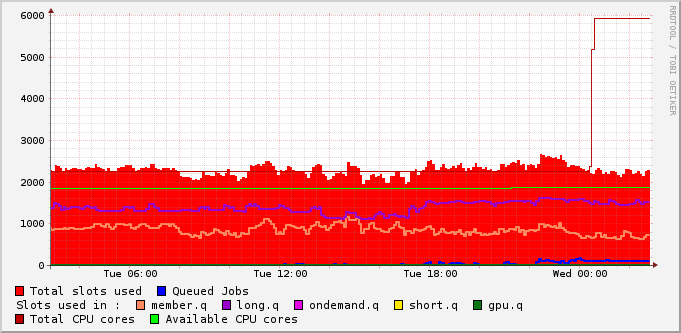 RRDTOOL / TOBI OETIKER
6000
5000
4000
3000
2000
1000
0
Tue 06:00 Tue 12:00 Tue 18:00 Wed 00:00
Total slots used Queued Jobs
Slots used in : member.q long.q ondemand.q short.q gpu.q
Total CPU cores Available CPU cores